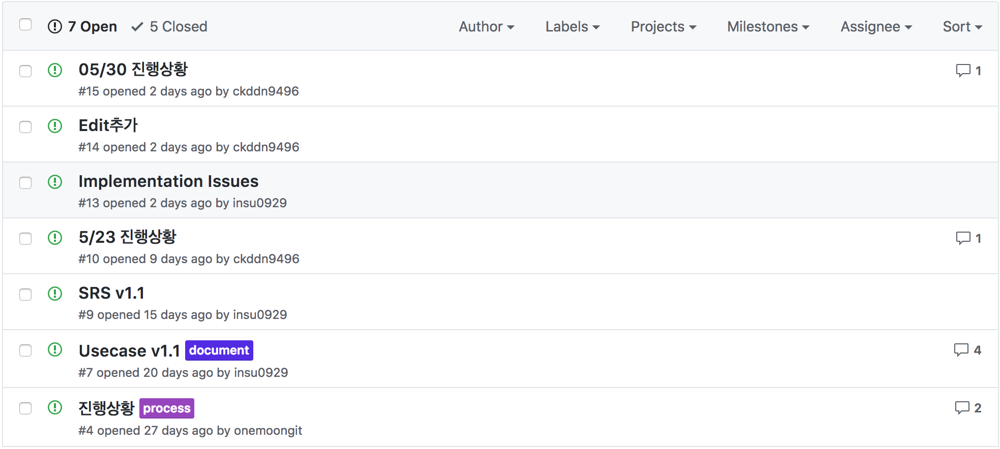 7 Open 5 Closed Author Labels Projects Milestones Assignee Sort
05/30 진행상황 1
#15 opened 2 days ago by ckddn9496
Edit추가
#14 opened 2 days ago by ckddn9496
Implementation Issues
#13 opened 2 days ago by insu0929
5/23 진행상황 1
#10 opened 9 days ago by ckddn9496
SRS v1.1
#9 opened 15 days ago by insu0929
Usecase v1.1 document 4
#7 opened 20 days ago by insu0929
진행상황 process 2
#4 opened 27 days ago by onemoongit